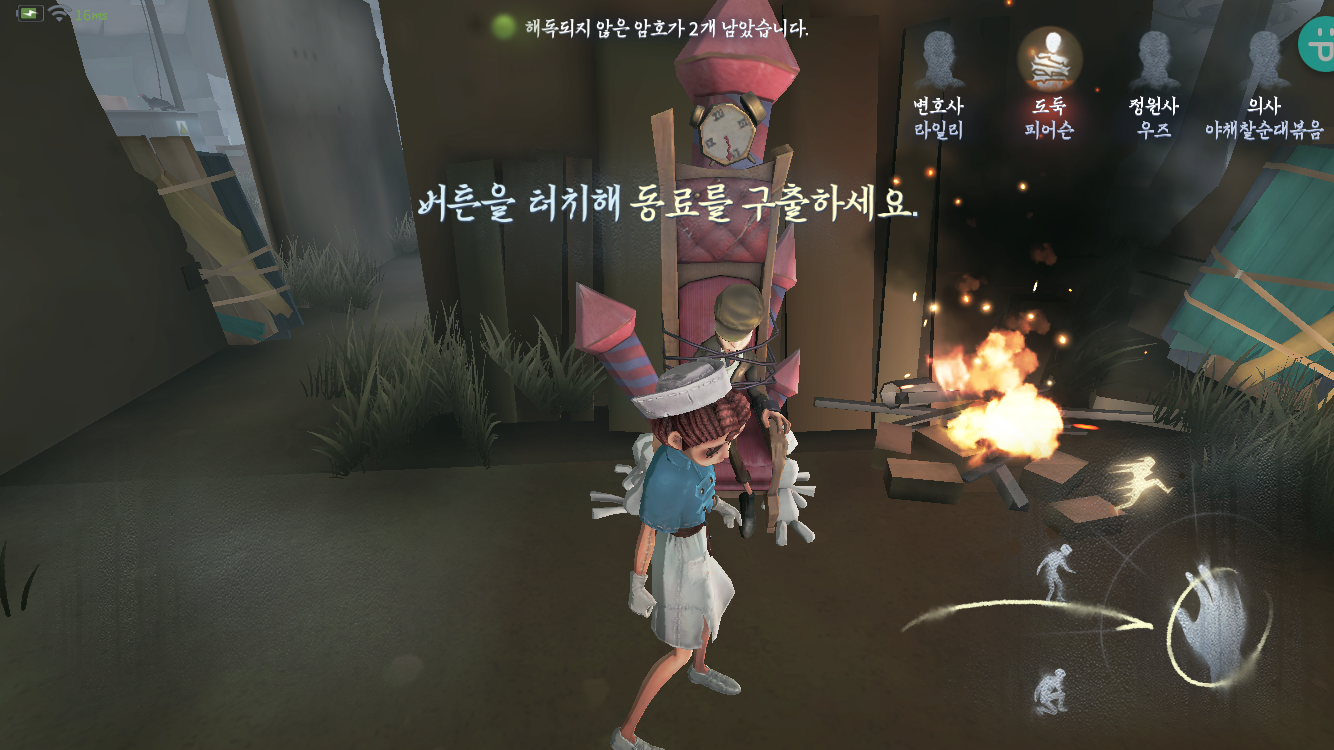 16ms
해독되지 않은 암호가 2개 남았습니다.
변호사
라일리
도둑
피어슨
정원사
우즈
의사
야채찰순대볶음
버튼을 터치해 동료를 구출하세요.